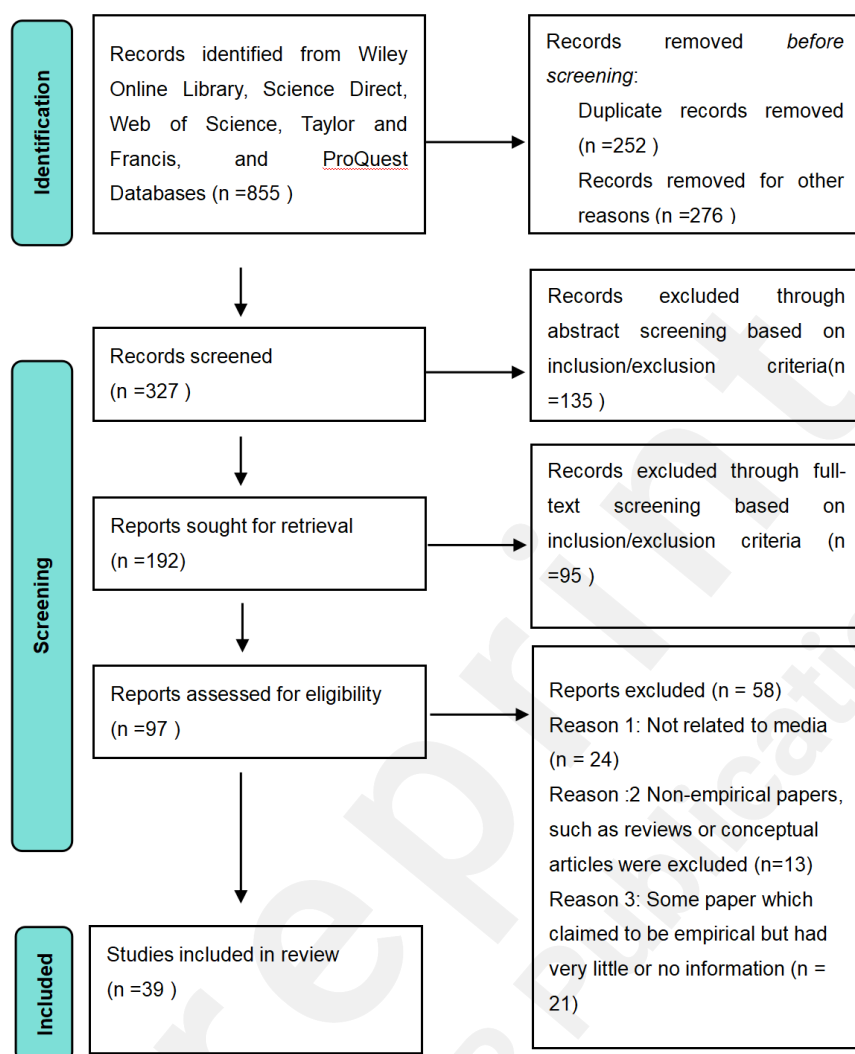 Identification
Records identified from Wiley
Online Library, Science Direct,
Web of Science, Taylor and
Francis, and ProQuest
Databases (n =855 )
Records removed before
screening:
Duplicate records removed
(n =252 )
Records removed for other
reasons (n =276 )
Screening
Records screened
(n =327 )
Records excluded through
abstract screening based on
inclusion/exclusion criteria(n
=135 )
Reports sought for retrieval
(n =192)
Records excluded through full-
text screening based on
inclusion/exclusion criteria (n
=95 )
Reports assessed for eligibility
(n =97 )
Reports excluded (n = 58)
Reason 1: Not related to media
(n = 24)
Reason :2 Non-empirical papers,
such as reviews or conceptual
articles were excluded (n=13)
Reason 3: Some paper which
claimed to be empirical but had
very little or no information (n =
21)
Included
Studies included in review
(n =39 )
reprint
Publicatio